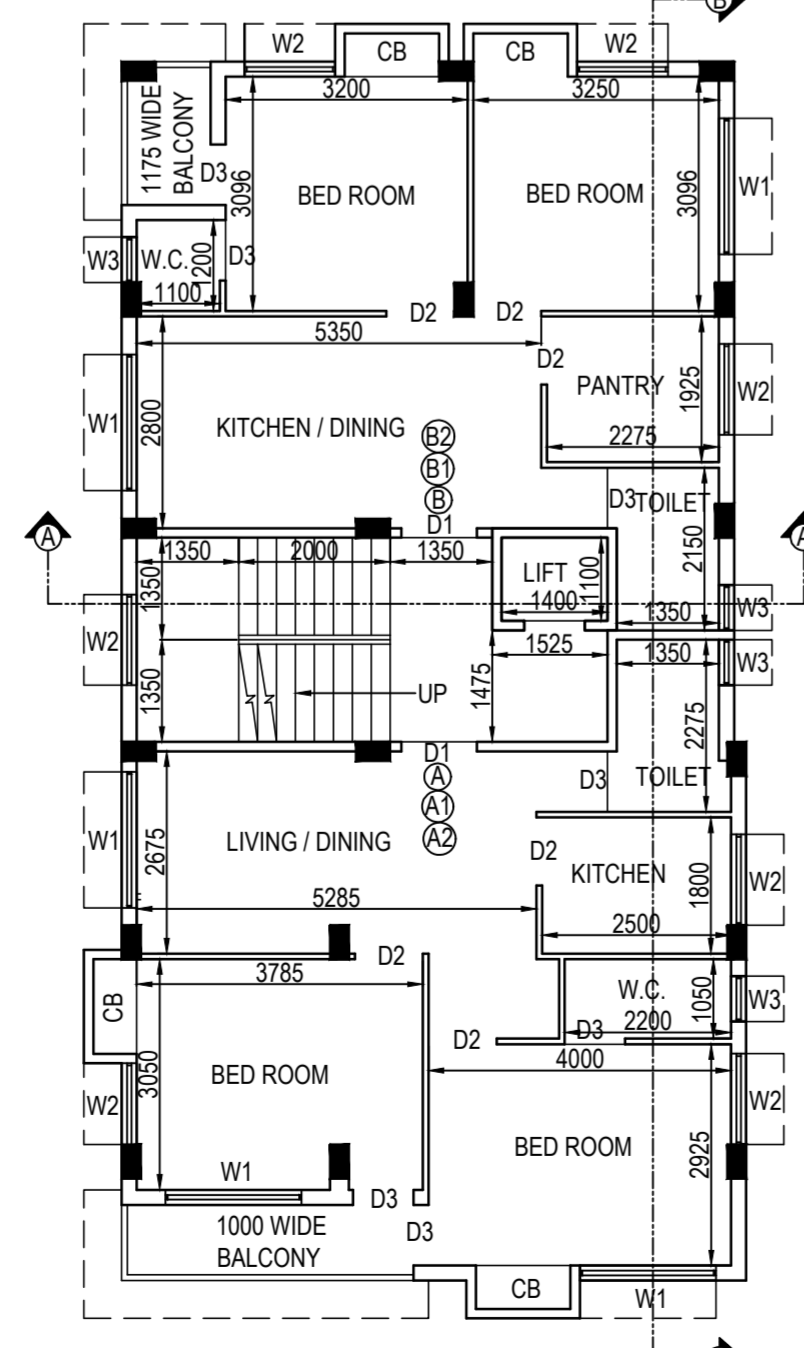 B
W2
CB
CB
W2
3200
3250
1175 WIDE
BALCONY
D3
3096
BED ROOM
BED ROOM
3096
W1
W3
W.C.
1200
D3
1100
D2
D2
5350
D2
PANTRY
1925
W2
W1
2800
KITCHEN / DINING
2275
B2
B1
B
D1
D3
TOILET
A
A
1350
2000
1350
1350
LIFT
1100
1400
2150
1350
W3
W2
1350
1525
1475
UP
1350
W3
2275
D1
A
A1
A2
D3
TOILET
W1
2675
LIVING / DINING
D2
KITCHEN
1800
W2
5285
2500
D2
3785
W.C.
1050
W3
2200
CB
D2
D3
4000
3050
BED ROOM
W2
W2
BED ROOM
2925
W1
D3
1000 WIDE
BALCONY
D3
CB
W1